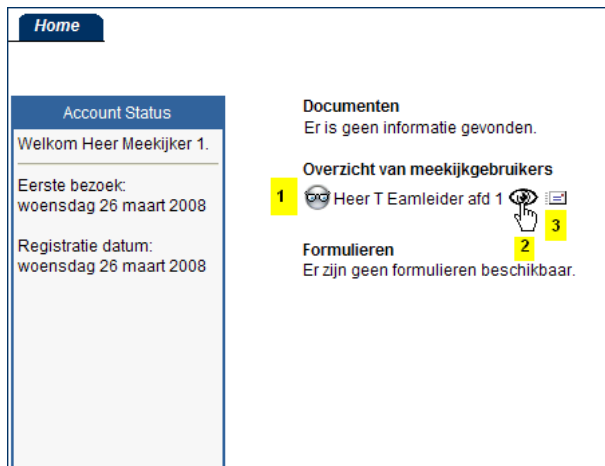 Home
Account Status
Welkom Heer Meekijker 1.
Eerste bezoek:
woensdag 26 maart 2008
Registratie datum:
woensdag 26 maart 2008
Documenten
Er is geen informatie gevonden.
Overzicht van meekijkgebruikers
1 Heer T Eamleider afd 1
3
2
Formulieren
Er zijn geen formulieren beschikbaar.